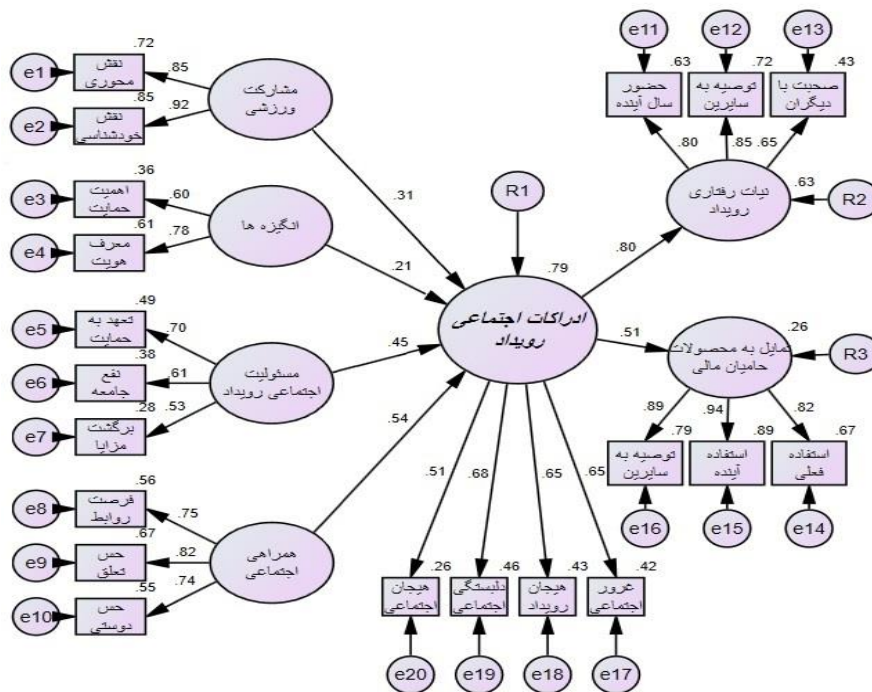 e11
e12
e13
.63
.72
.43
حضور
سال آینده
توصیه به
سایرین
صحبت با
دیگران
.80
.85
.65
نیات رفتاری
رویداد
.63
R2
e1
.72
نقش
محوری
.85
e2
.85
نقش
خودشناسی
.92
مشارکت
ورزشی
.31
e3
.36
اهمیت
حمایت
.60
e4
.61
معرف
هویت
.78
انگیزه ها
.21
R1
.79
ادراکات اجتماعی
رویداد
.80
.51
e5
.49
تعهد به
حمایت
.70
e6
.38
نفع
جامعه
.61
e7
.28
برگشت
مزایا
.53
مسئولیت
اجتماعی رویداد
.45
تمایل به محصولات
حامیان مالی
.26
R3
.89
.94
.82
.79
.89
.67
توصیه به
سایرین
استفاده
آینده
استفاده
فعلی
e16
e15
e14
e8
.56
فرصت
روابط
.75
e9
.67
حس
تعلق
.82
e10
.55
حس
دوستی
.74
همراهی
اجتماعی
.54
.51
.68
.65
.65
.26
.46
.43
.42
هیجان
اجتماعی
دلبستگی
اجتماعی
هیجان
رویداد
غرور
اجتماعی
e20
e19
e18
e17